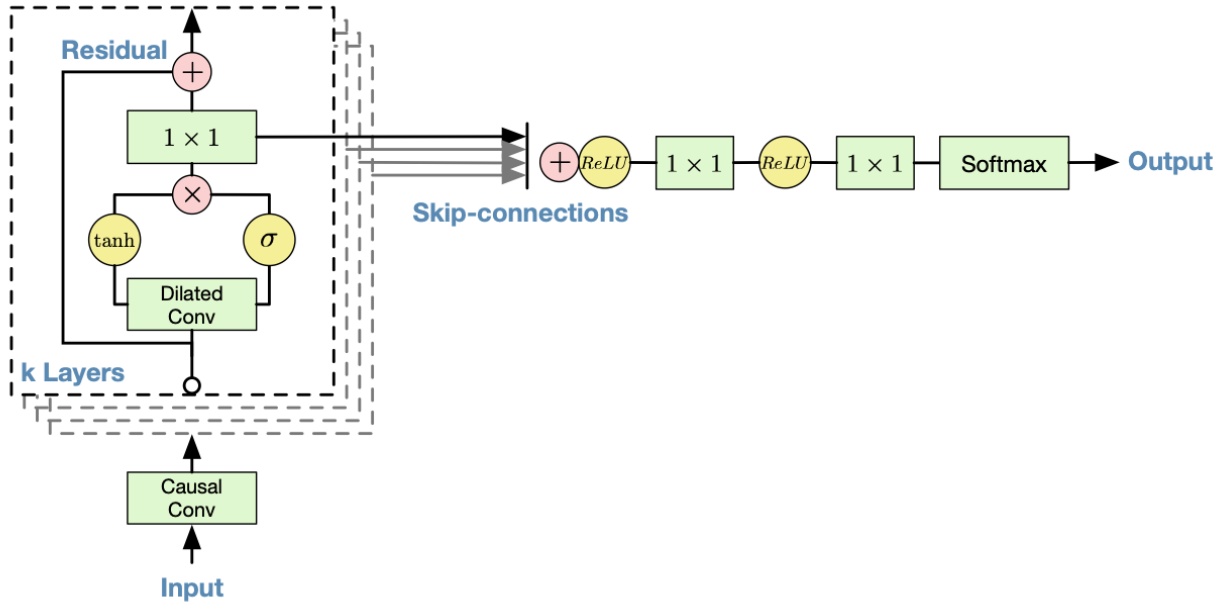 Residual
+
1 × 1
×
tanh
σ
Dilated
Conv
k Layers
Causal
Conv
Input
Skip-connections
+
ReLU
1 × 1
ReLU
1 × 1
Softmax
Output